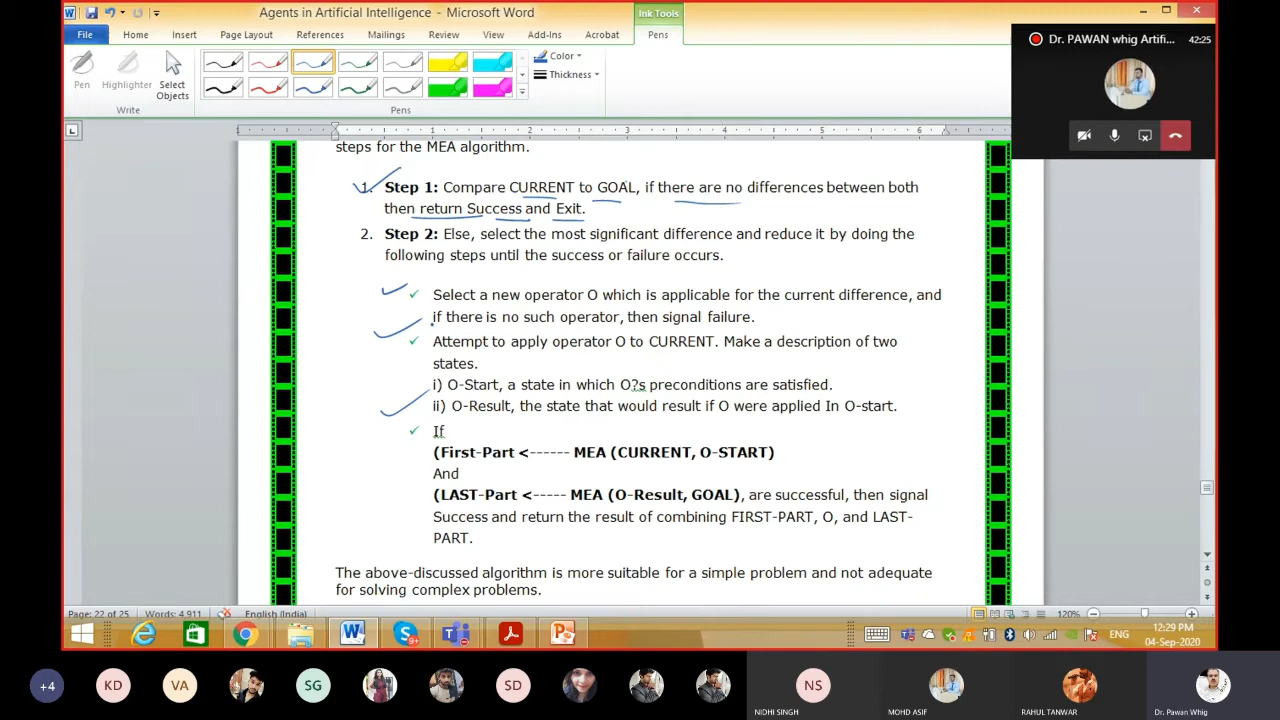 Agents in Artificial Intelligence - Microsoft Word
Ink Tools
File Home Insert Page Layout References Mailings Review View Add-Ins Acrobat Pens
Pen Highlighter Select Objects
Color
Thickness
Write
Pens
Dr. PAWAN whig Artifi... 42:25
1 2 3 4 5 6
steps for the MEA algorithm.
1. Step 1: Compare CURRENT to GOAL, if there are no differences between both
then return Success and Exit.
2. Step 2: Else, select the most significant difference and reduce it by doing the
following steps until the success or failure occurs.
Select a new operator O which is applicable for the current difference, and
if there is no such operator, then signal failure.
Attempt to apply operator O to CURRENT. Make a description of two
states.
i) O-Start, a state in which O?s preconditions are satisfied.
ii) O-Result, the state that would result if O were applied In O-start.
If
(First-Part <------ MEA (CURRENT, O-START)
And
(LAST-Part <----- MEA (O-Result, GOAL), are successful, then signal
Success and return the result of combining FIRST-PART, O, and LAST-
PART.
The above-discussed algorithm is more suitable for a simple problem and not adequate
for solving complex problems.
Page: 22 of 25 Words: 4,911 English (India) 120%
ENG 12:29 PM
04-Sep-2020
+4 KD VA SG SD NS
NIDHI SINGH MOHD ASIF RAHUL TANWAR Dr. Pawan Whig